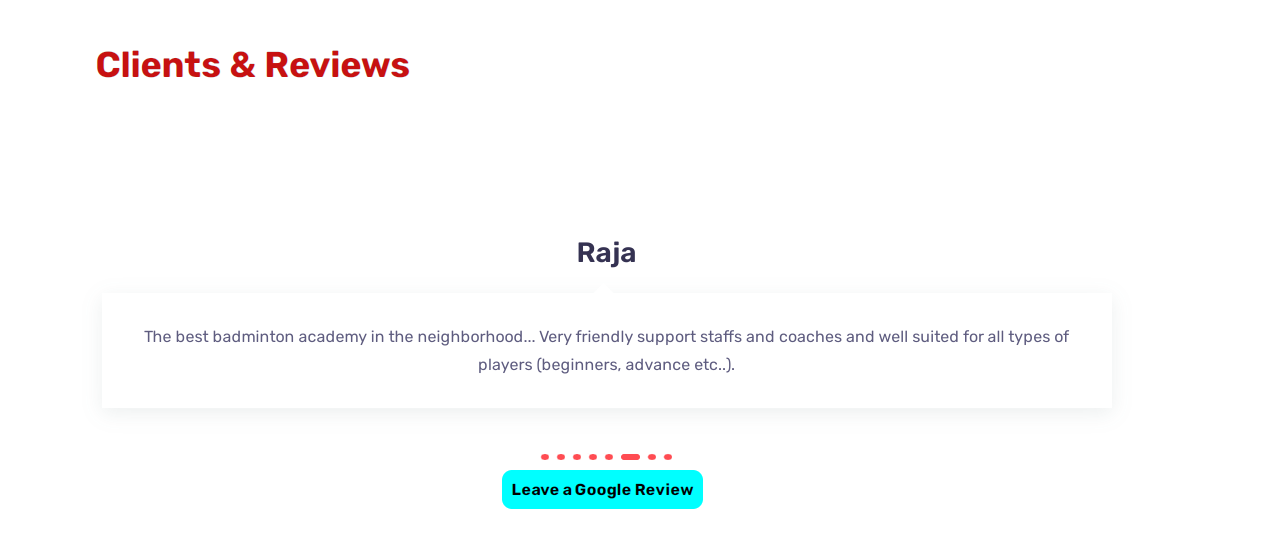 Clients & Reviews
Raja
The best badminton academy in the neighborhood... Very friendly support staffs and coaches and well suited for all types of
players (beginners, advance etc..).
Leave a Google Review